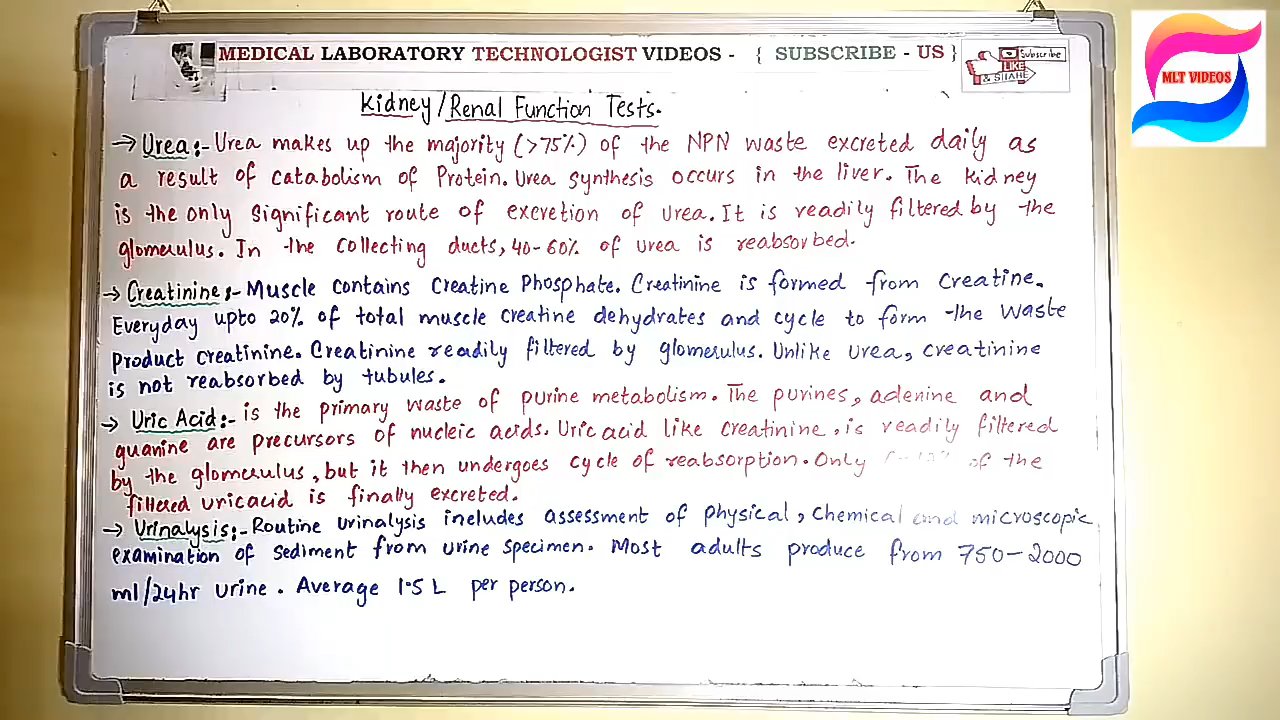 MEDICAL LABORATORY TECHNOLOGIST VIDEOS - { SUBSCRIBE - US }
Subscribe
LIKE
& SHARE
MLT VIDEOS
Kidney/Renal Function Tests.
→ Urea:- Urea makes up the majority (>75%) of the NPN waste excreted daily as
a result of catabolism of Protein. Urea synthesis occurs in the liver. The kidney
is the only significant route of excretion of urea. It is readily filtered by the
glomerulus. In the collecting ducts, 40-60% of urea is reabsorbed.
→ Creatinine:- Muscle contains Creatine Phosphate. Creatinine is formed from Creatine.
Everyday upto 20% of total muscle creatine dehydrates and cycle to form the waste
Product creatinine. Creatinine readily filtered by glomerulus. Unlike urea, creatinine
is not reabsorbed by tubules.
→ Uric Acid:- is the primary waste of purine metabolism. The purines, adenine and
guanine are precursors of nucleic acids. Uric acid like creatinine, is readily filtered
by the glomerulus, but it then undergoes cycle of reabsorption. Only of the
filtered uricacid is finally excreted.
→ Urinalysis:- Routine urinalysis includes assessment of physical, chemical and microscopic
examination of sediment from urine specimen. Most adults produce from 750-2000
ml/24hr urine. Average 1.5 L per person.